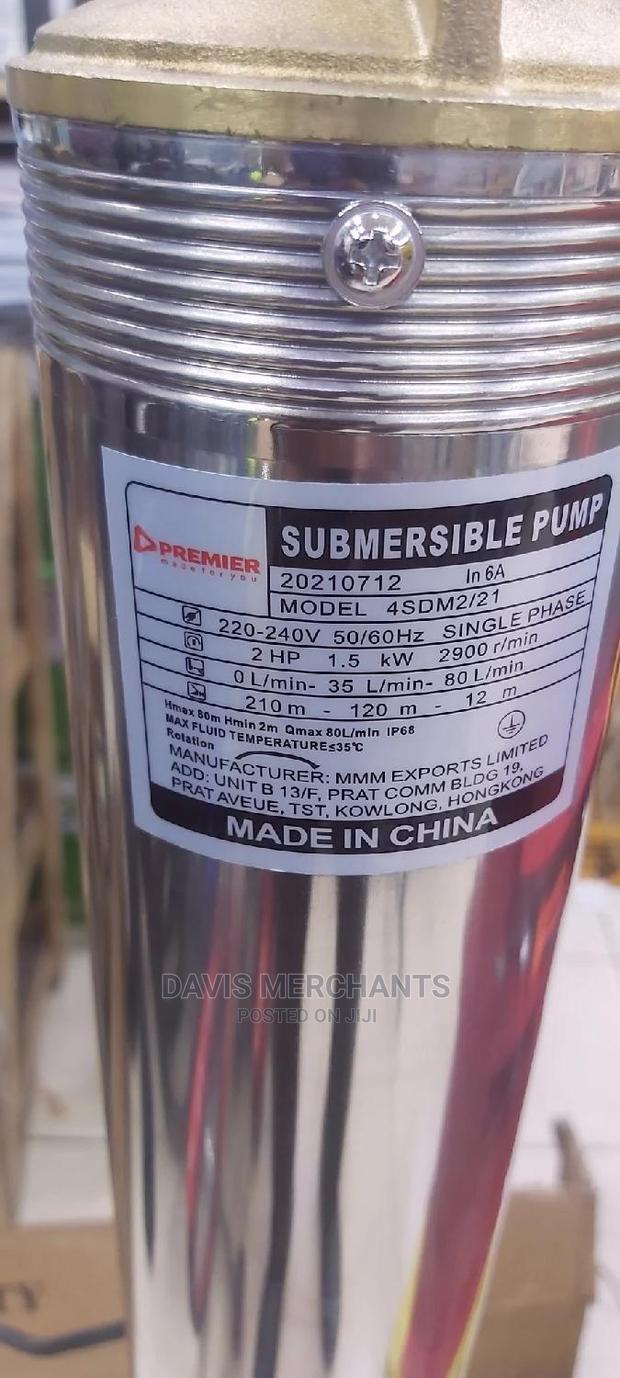 PREMIER
made for you
SUBMERSIBLE PUMP
20210712 In 6A
MODEL 4SDM2/21
220-240V 50/60Hz SINGLE PHASE
2 HP 1.5 kW 2900 r/min
0 L/min- 35 L/min- 80 L/min
210 m - 120 m - 12 m
Hmax 80m Hmin 2m Qmax 80L/min IP68
MAX FLUID TEMPERATURE≤35℃
Rotation
MANUFACTURER: MMM EXPORTS LIMITED
ADD: UNIT B 13/F, PRAT COMM BLDG 19,
PRAT AVEUE, TST, KOWLONG, HONGKONG
MADE IN CHINA
DAVIS MERCHANTS
POSTED ON JIJI